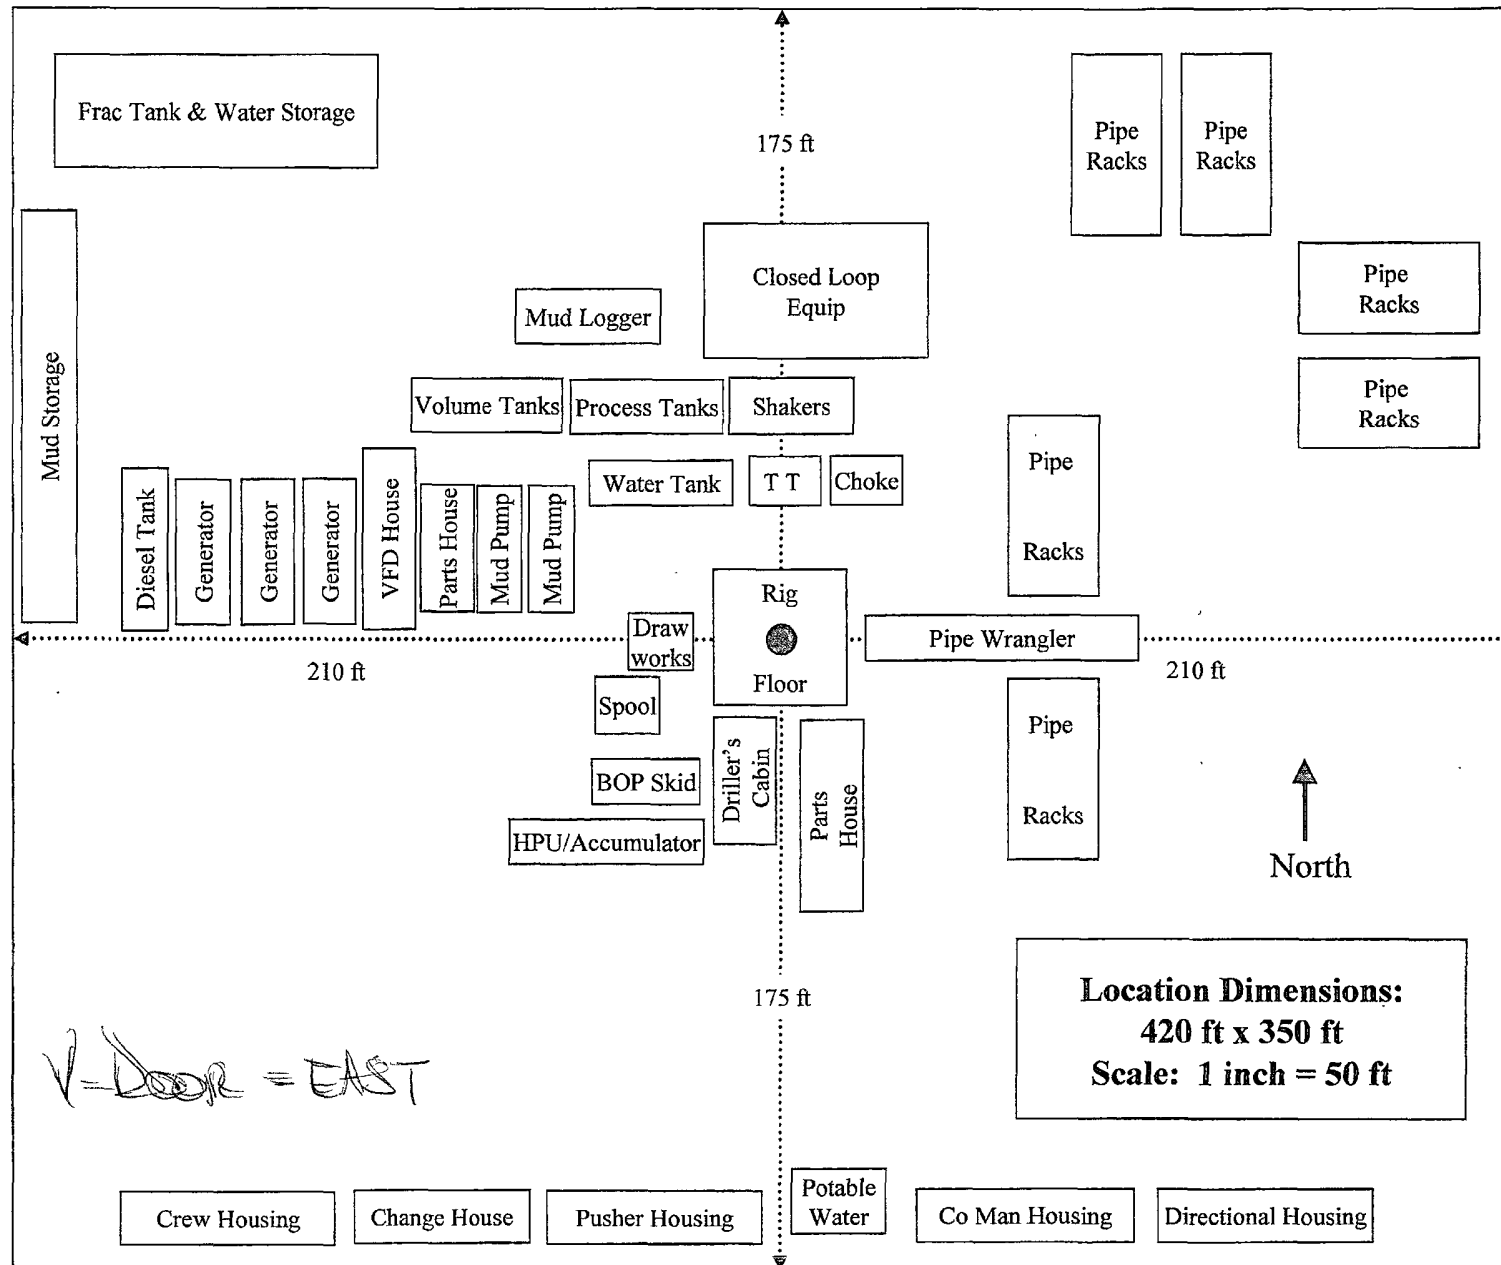 Frac Tank & Water Storage
175 ft
Pipe
Racks
Pipe
Racks
Closed Loop
Equip
Pipe
Racks
Mud Logger
Mud Storage
Volume Tanks
Process Tanks
Shakers
Pipe
Racks
Water Tank
T T
Choke
Pipe
Racks
Diesel Tank
Generator
Generator
Generator
VFD House
Parts House
Mud Pump
Mud Pump
Rig
Floor
Draw
works
Pipe Wrangler
210 ft
210 ft
Spool
Driller's
Cabin
Parts
House
Pipe
Racks
BOP Skid
HPU/Accumulator
North
Location Dimensions:
420 ft x 350 ft
Scale: 1 inch = 50 ft
175 ft
V-DOOR = EAST
Crew Housing
Change House
Pusher Housing
Potable
Water
Co Man Housing
Directional Housing